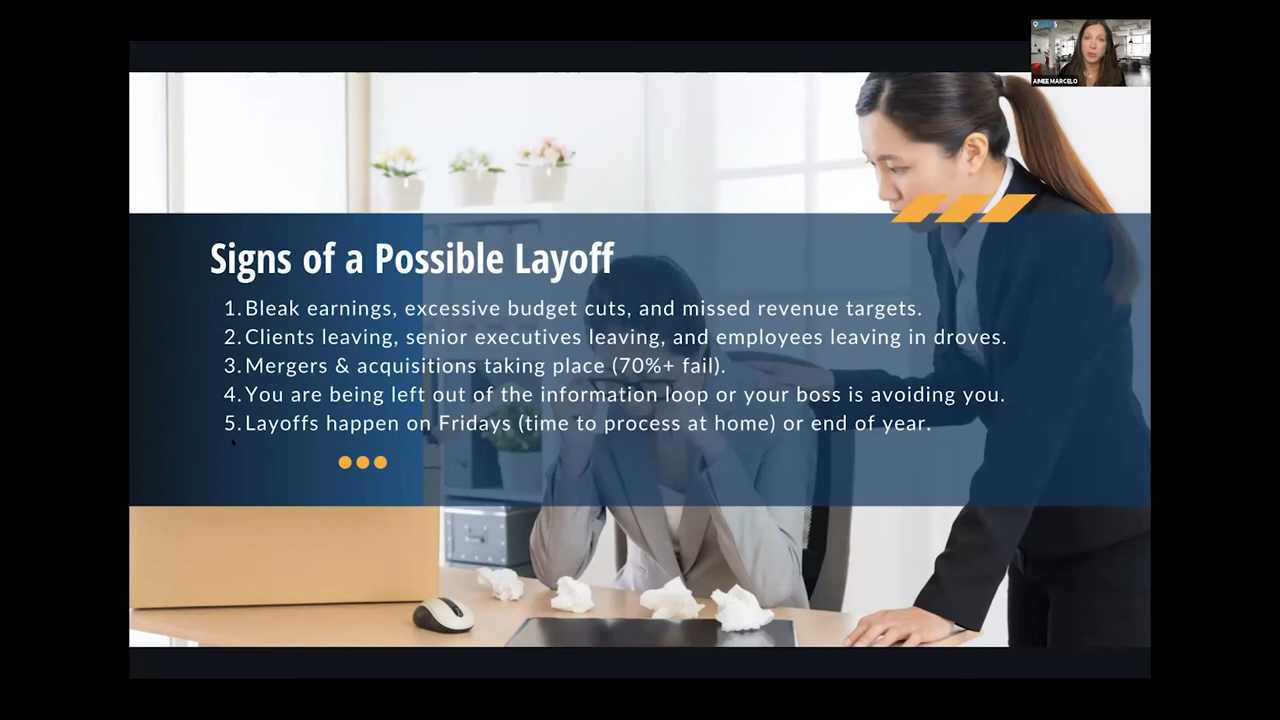 AIMEE MARCELO
Signs of a Possible Layoff
1. Bleak earnings, excessive budget cuts, and missed revenue targets.
2. Clients leaving, senior executives leaving, and employees leaving in droves.
3. Mergers & acquisitions taking place (70%+ fail).
4. You are being left out of the information loop or your boss is avoiding you.
5. Layoffs happen on Fridays (time to process at home) or end of year.